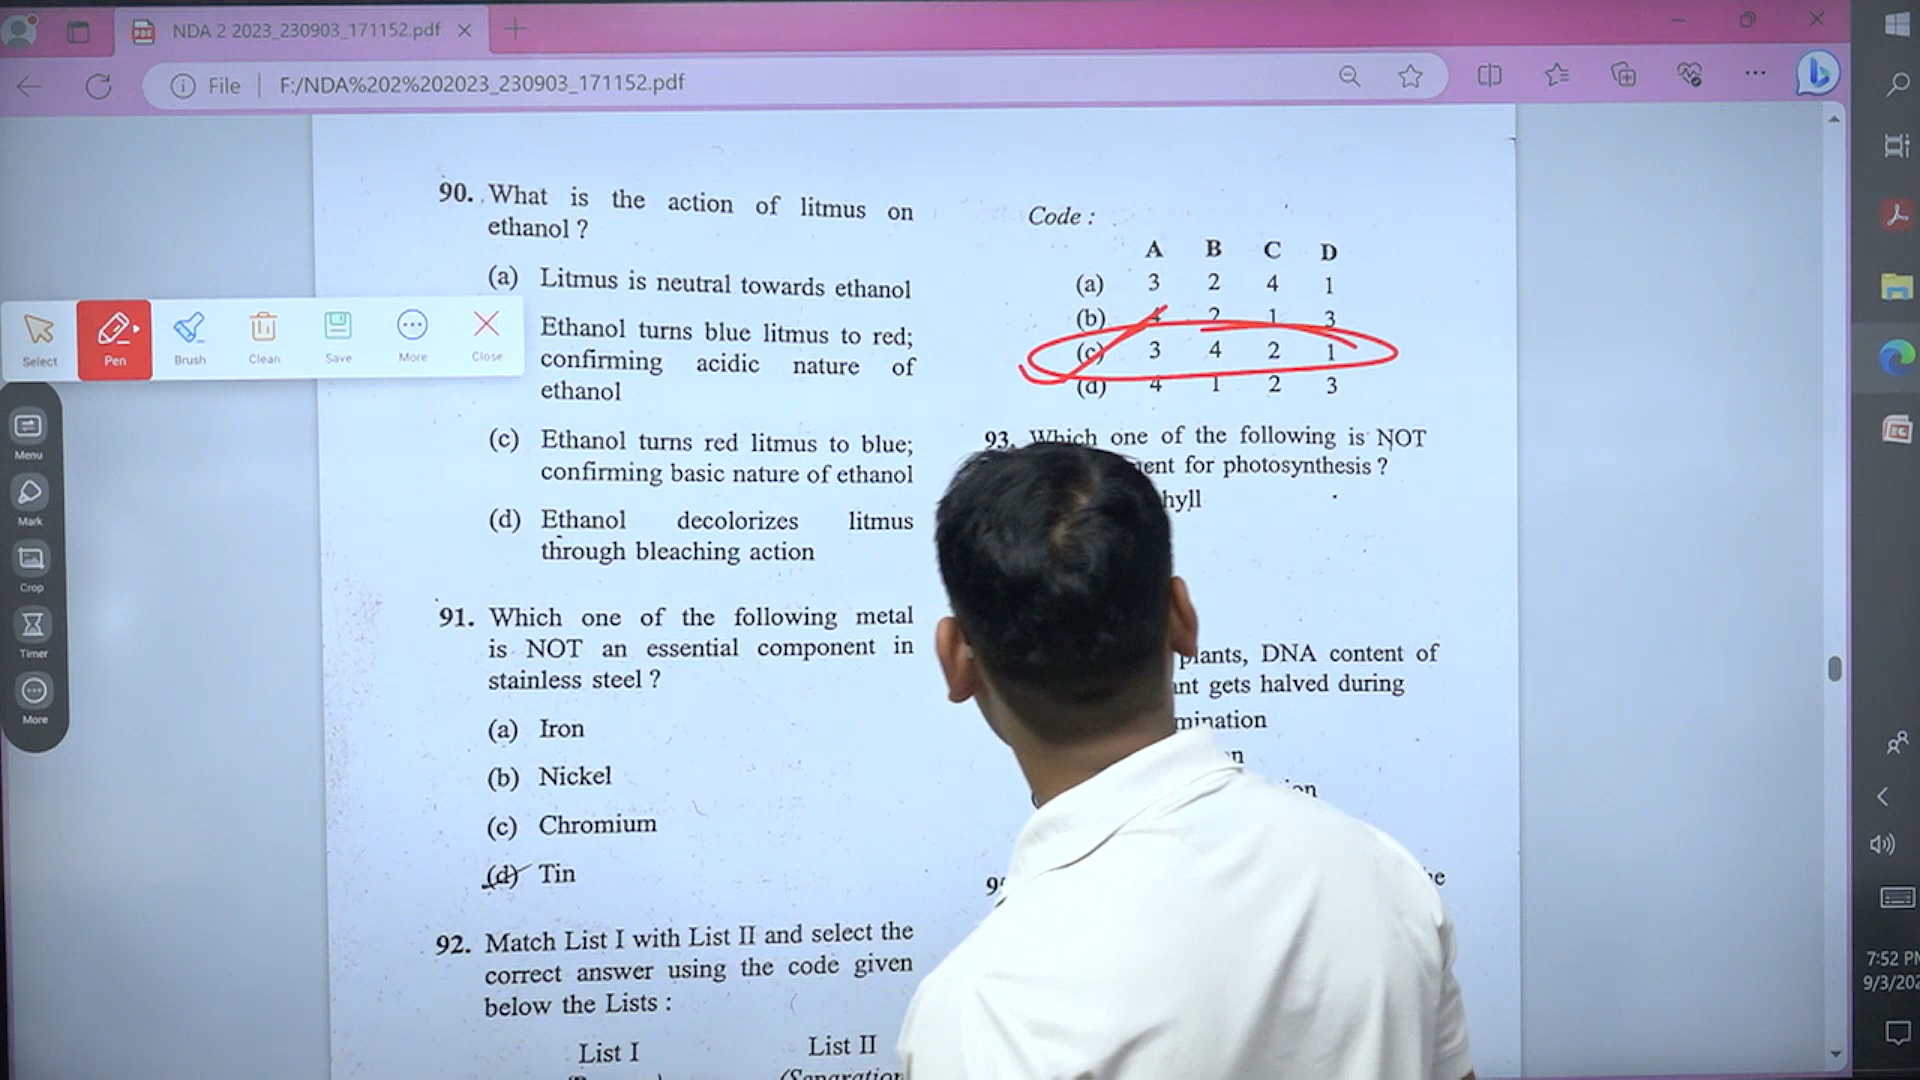 NDA 2 2023_230903_171152.pdf
File
F:/NDA%202%202023_230903_171152.pdf
90. What is the action of litmus on
ethanol ?
(a) Litmus is neutral towards ethanol
Ethanol turns blue litmus to red;
confirming acidic nature of
ethanol
(c) Ethanol turns red litmus to blue;
confirming basic nature of ethanol
(d) Ethanol decolorizes litmus
through bleaching action
91. Which one of the following metal
is NOT an essential component in
stainless steel ?
(a) Iron
(b) Nickel
(c) Chromium
(d) Tin
92. Match List I with List II and select the
correct answer using the code given
below the Lists :
List I List II
Code :
A B C D
(a) 3 2 4 1
(b) 4 2 1 3
(c) 3 4 2 1
(d) 4 1 2 3
93. Which one of the following is NOT
for photosynthesis ?
plants, DNA content of
gets halved during
Select
Pen
Brush
Clean
Save
More
Close
Menu
Mark
Crop
Timer
More
7:52 PM